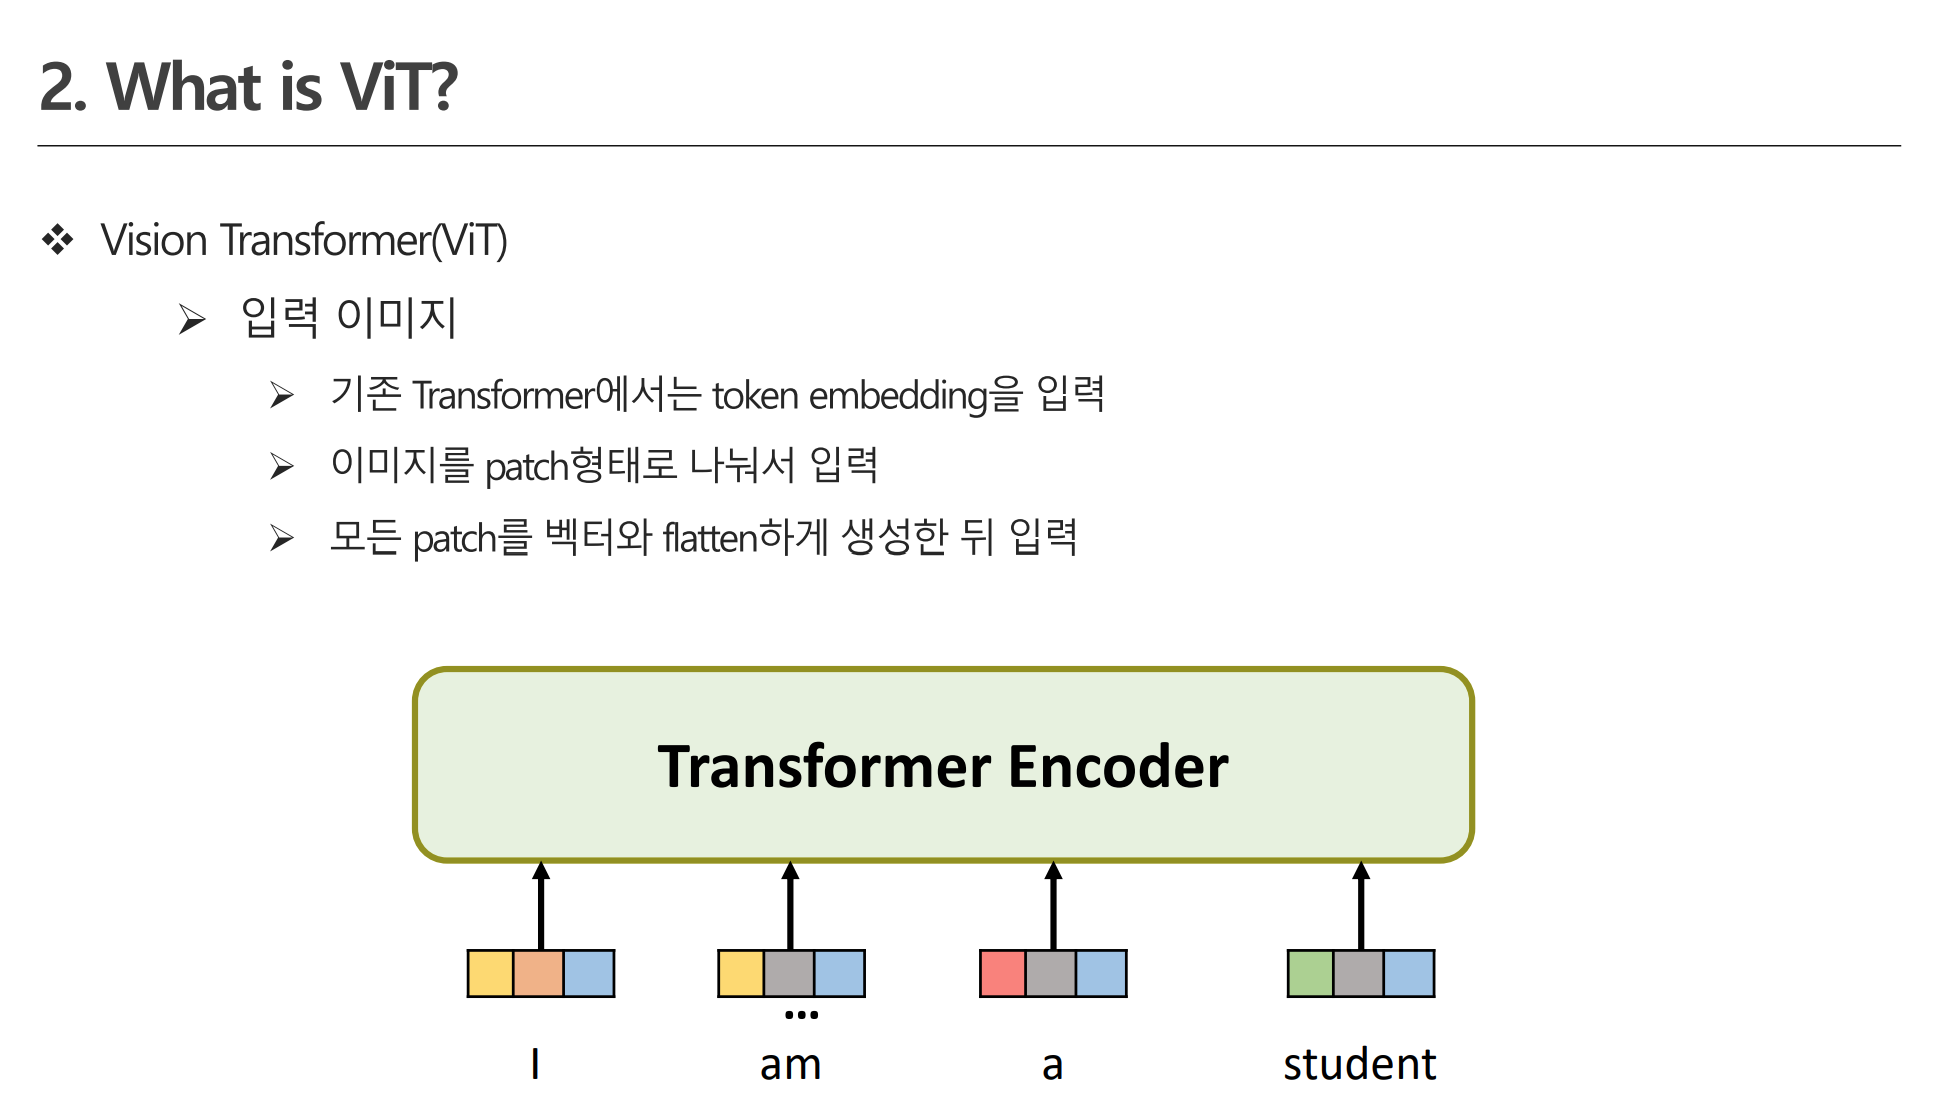 2. What is ViT?
❖ Vision Transformer(ViT)
➢ 입력 이미지
➢ 기존 Transformer에서는 token embedding을 입력
➢ 이미지를 patch형태로 나눠서 입력
➢ 모든 patch를 벡터와 flatten하게 생성한 뒤 입력
Transformer Encoder
...
I am a student